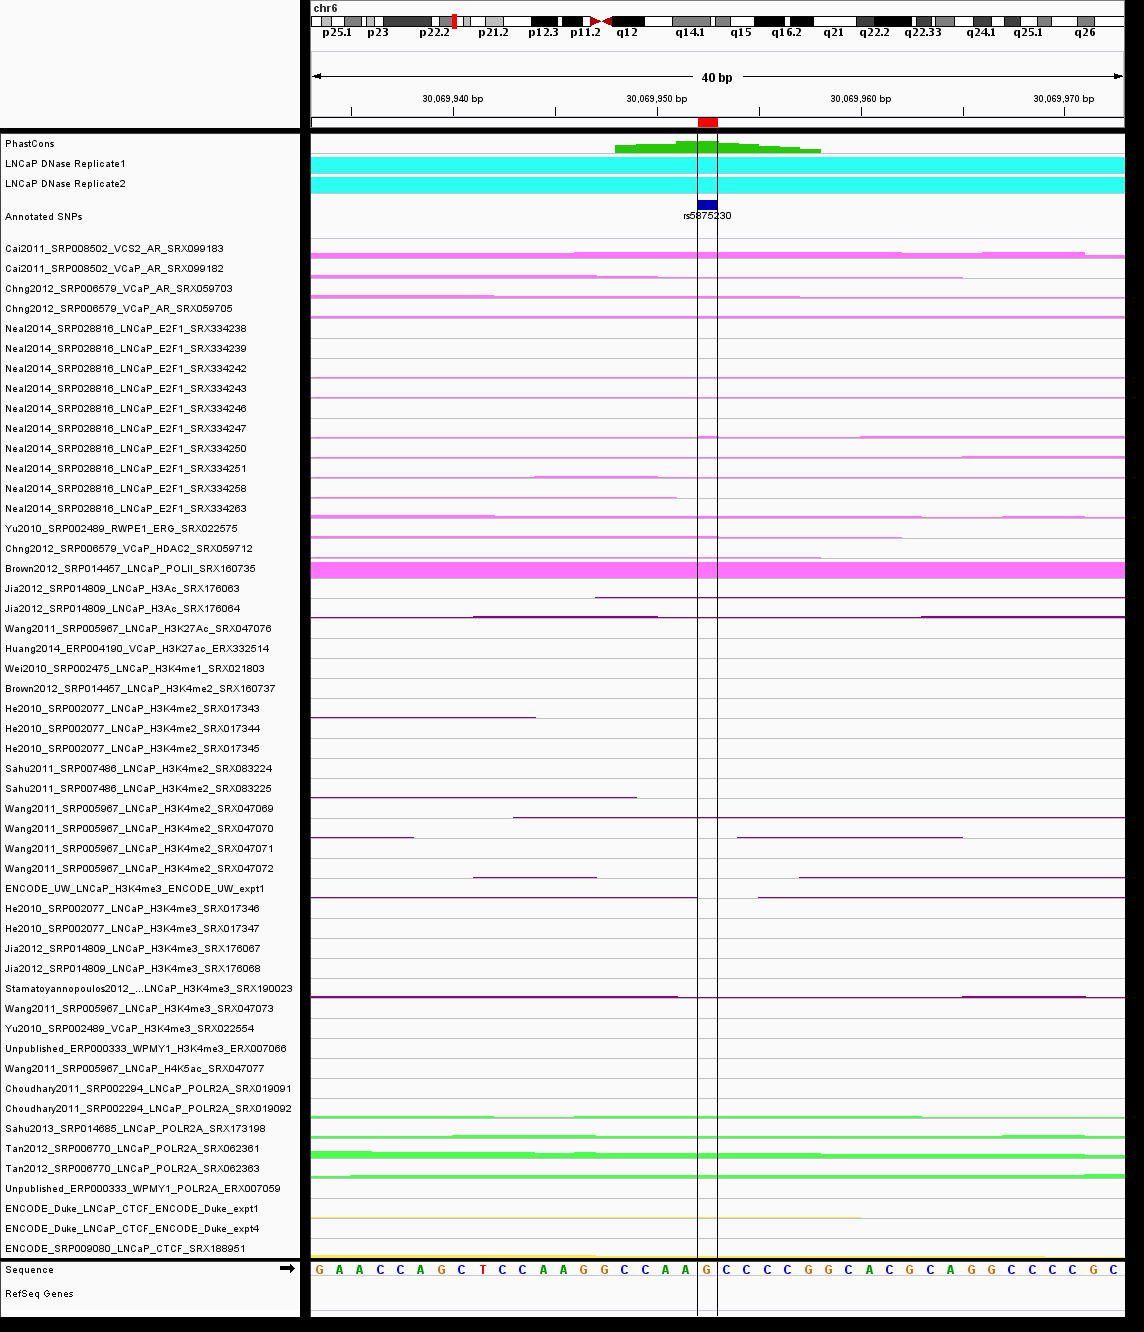 chr6
p25.1 p23 p22.2 p21.2 p12.3 p11.2 q12 q14.1 q15 q16.2 q21 q22.2 q22.33 q24.1 q25.1 q26
40 bp
30,069,940 bp 30,069,950 bp 30,069,960 bp 30,069,970 bp
PhastCons
LNCaP DNase Replicate1
LNCaP DNase Replicate2
Annotated SNPs
rs5875230
Cai2011_SRP008502_VCS2_AR_SRX099183
Cai2011_SRP008502_VCaP_AR_SRX099182
Chng2012_SRP006579_VCaP_AR_SRX059703
Chng2012_SRP006579_VCaP_AR_SRX059705
Neal2014_SRP028816_LNCaP_E2F1_SRX334238
Neal2014_SRP028816_LNCaP_E2F1_SRX334239
Neal2014_SRP028816_LNCaP_E2F1_SRX334242
Neal2014_SRP028816_LNCaP_E2F1_SRX334243
Neal2014_SRP028816_LNCaP_E2F1_SRX334246
Neal2014_SRP028816_LNCaP_E2F1_SRX334247
Neal2014_SRP028816_LNCaP_E2F1_SRX334250
Neal2014_SRP028816_LNCaP_E2F1_SRX334251
Neal2014_SRP028816_LNCaP_E2F1_SRX334258
Neal2014_SRP028816_LNCaP_E2F1_SRX334263
Yu2010_SRP002489_RWPE1_ERG_SRX022575
Chng2012_SRP006579_VCaP_HDAC2_SRX059712
Brown2012_SRP014457_LNCaP_POLII_SRX160735
Jia2012_SRP014809_LNCaP_H3Ac_SRX176063
Jia2012_SRP014809_LNCaP_H3Ac_SRX176064
Wang2011_SRP005967_LNCaP_H3K27Ac_SRX047076
Huang2014_ERP004190_VCaP_H3K27ac_ERX332514
Wei2010_SRP002475_LNCaP_H3K4me1_SRX021803
Brown2012_SRP014457_LNCaP_H3K4me2_SRX160737
He2010_SRP002077_LNCaP_H3K4me2_SRX017343
He2010_SRP002077_LNCaP_H3K4me2_SRX017344
He2010_SRP002077_LNCaP_H3K4me2_SRX017345
Sahu2011_SRP007486_LNCaP_H3K4me2_SRX083224
Sahu2011_SRP007486_LNCaP_H3K4me2_SRX083225
Wang2011_SRP005967_LNCaP_H3K4me2_SRX047069
Wang2011_SRP005967_LNCaP_H3K4me2_SRX047070
Wang2011_SRP005967_LNCaP_H3K4me2_SRX047071
Wang2011_SRP005967_LNCaP_H3K4me2_SRX047072
ENCODE_UW_LNCaP_H3K4me3_ENCODE_UW_expt1
He2010_SRP002077_LNCaP_H3K4me3_SRX017346
He2010_SRP002077_LNCaP_H3K4me3_SRX017347
Jia2012_SRP014809_LNCaP_H3K4me3_SRX176067
Jia2012_SRP014809_LNCaP_H3K4me3_SRX176068
Stamatoyannopoulos2012_...LNCaP_H3K4me3_SRX190023
Wang2011_SRP005967_LNCaP_H3K4me3_SRX047073
Yu2010_SRP002489_VCaP_H3K4me3_SRX022554
Unpublished_ERP000333_WPMY1_H3K4me3_ERX007066
Wang2011_SRP005967_LNCaP_H4K5ac_SRX047077
Choudhary2011_SRP002294_LNCaP_POLR2A_SRX019091
Choudhary2011_SRP002294_LNCaP_POLR2A_SRX019092
Sahu2013_SRP014685_LNCaP_POLR2A_SRX173198
Tan2012_SRP006770_LNCaP_POLR2A_SRX062361
Tan2012_SRP006770_LNCaP_POLR2A_SRX062363
Unpublished_ERP000333_WPMY1_POLR2A_ERX007059
ENCODE_Duke_LNCaP_CTCF_ENCODE_Duke_expt1
ENCODE_Duke_LNCaP_CTCF_ENCODE_Duke_expt4
ENCODE_SRP009080_LNCaP_CTCF_SRX188951
Sequence G A A C C A G C T C C A A G G C C A A G C C C C G G C A C G C A G G C C C C G C
RefSeq Genes